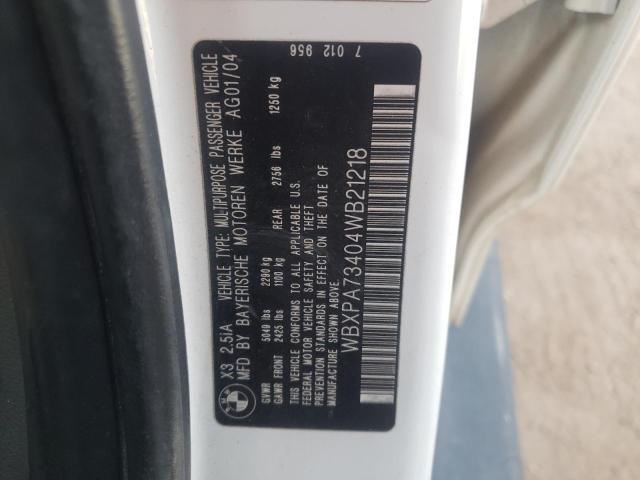 X3 2.5IA VEHICLE TYPE: MULTIPURPOSE PASSENGER VEHICLE
MFD BY BAYERISCHE MOTOREN WERKE AG01/04
GVWR 5049 lbs 2290 kg
GAWR FRONT 2425 lbs 1100 kg REAR 2756 lbs 1250 kg
THIS VEHICLE CONFORMS TO ALL APPLICABLE U.S.
FEDERAL MOTOR VEHICLE SAFETY AND THEFT
PREVENTION STANDARDS IN EFFECT ON THE DATE OF
MANUFACTURE SHOWN ABOVE.
WBXPA73404WB21218
7 012 956